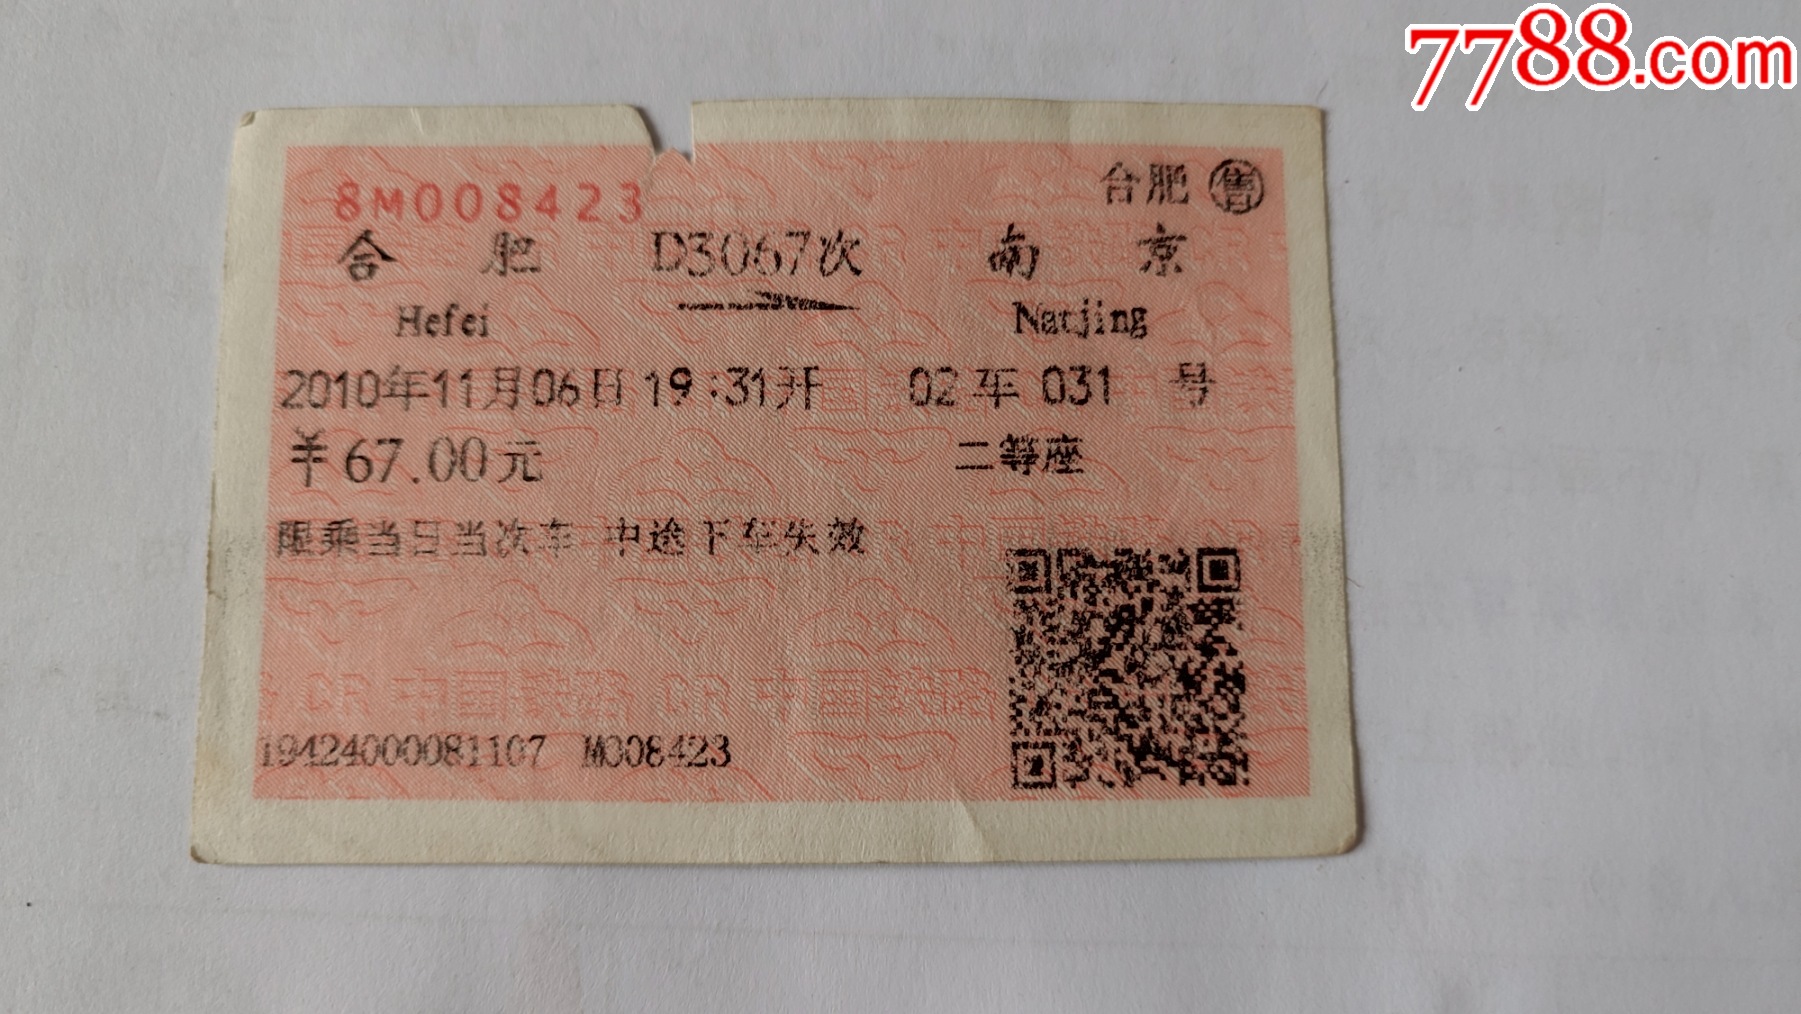 7788.com
8M008423
合肥 售
合 肥 D3067次 南 京
Hefei Nanjing
2010年11月06日 19:31开 02车 031 号
¥67.00元 二等座
限乘当日当次车 中途下车失效
CR 中国铁路 CR 中国铁路
19424000081107 M008423